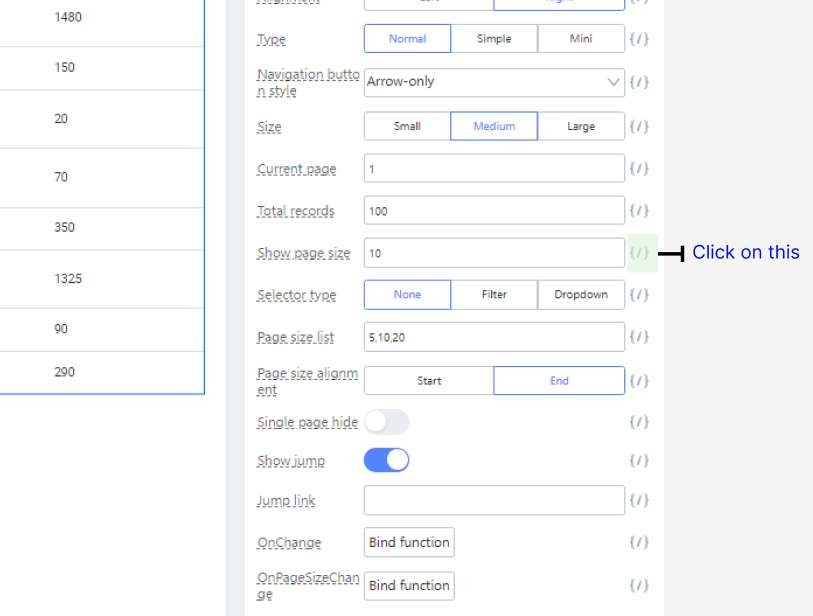 1480
150
20
70
350
1325
90
290
Type
Normal
Simple
Mini
{/}
Navigation butto
n style
Arrow-only
{/}
Size
Small
Medium
Large
{/}
Current page
1
{/}
Total records
100
{/}
Show page size
10
{/}
Click on this
Selector type
None
Filter
Dropdown
{/}
Page size list
5,10,20
{/}
Page size alignm
ent
Start
End
{/}
Single page hide
{/}
Show jump
{/}
Jump link
{/}
OnChange
Bind function
{/}
OnPageSizeChan
ge
Bind function
{/}